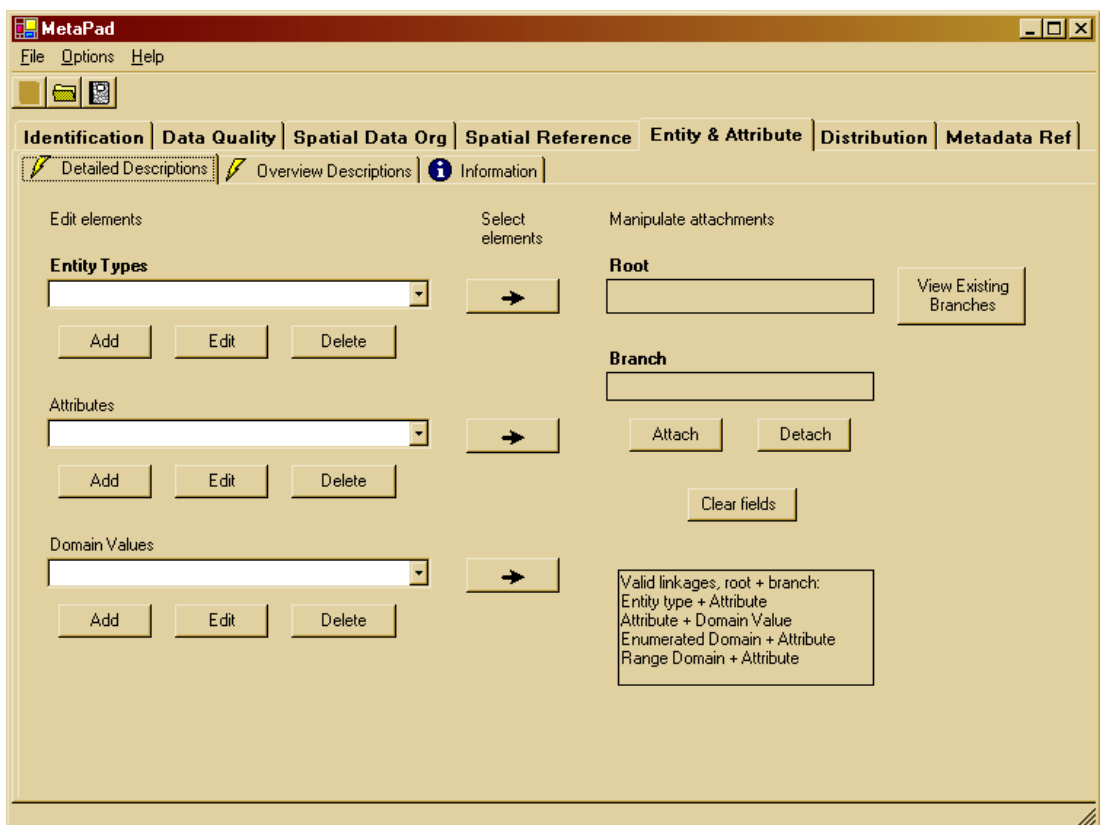 MetaPad
File Options Help
Identification Data Quality Spatial Data Org Spatial Reference Entity & Attribute Distribution Metadata Ref
Detailed Descriptions Overview Descriptions Information
Edit elements
Select
elements
Manipulate attachments
Entity Types
Root
View Existing
Branches
Add Edit Delete
Branch
Attributes
Attach Detach
Add Edit Delete
Clear fields
Domain Values
Add Edit Delete
Valid linkages, root + branch:
Entity type + Attribute
Attribute + Domain Value
Enumerated Domain + Attribute
Range Domain + Attribute